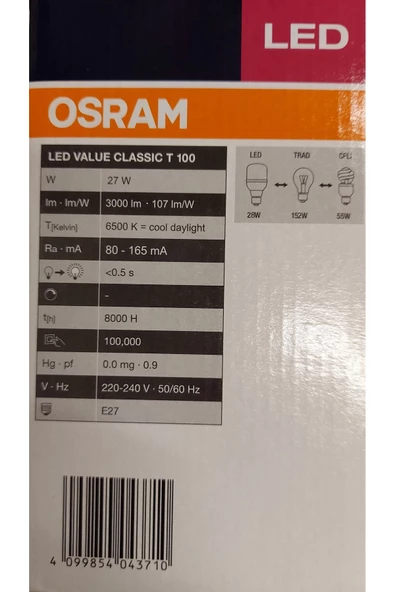 LED
OSRAM
LED VALUE CLASSIC T 100
W 27 W
lm · lm/W 3000 lm · 107 lm/W
T[Kelvin] 6500 K = cool daylight
Ra · mA 80 - 165 mA
<0.5 s
-
t[h] 8000 H
100,000
Hg · pf 0.0 mg · 0.9
V · Hz 220-240 V · 50/60 Hz
E27
LED TRAD CFLi
28W 152W 55W
4 099854 043710